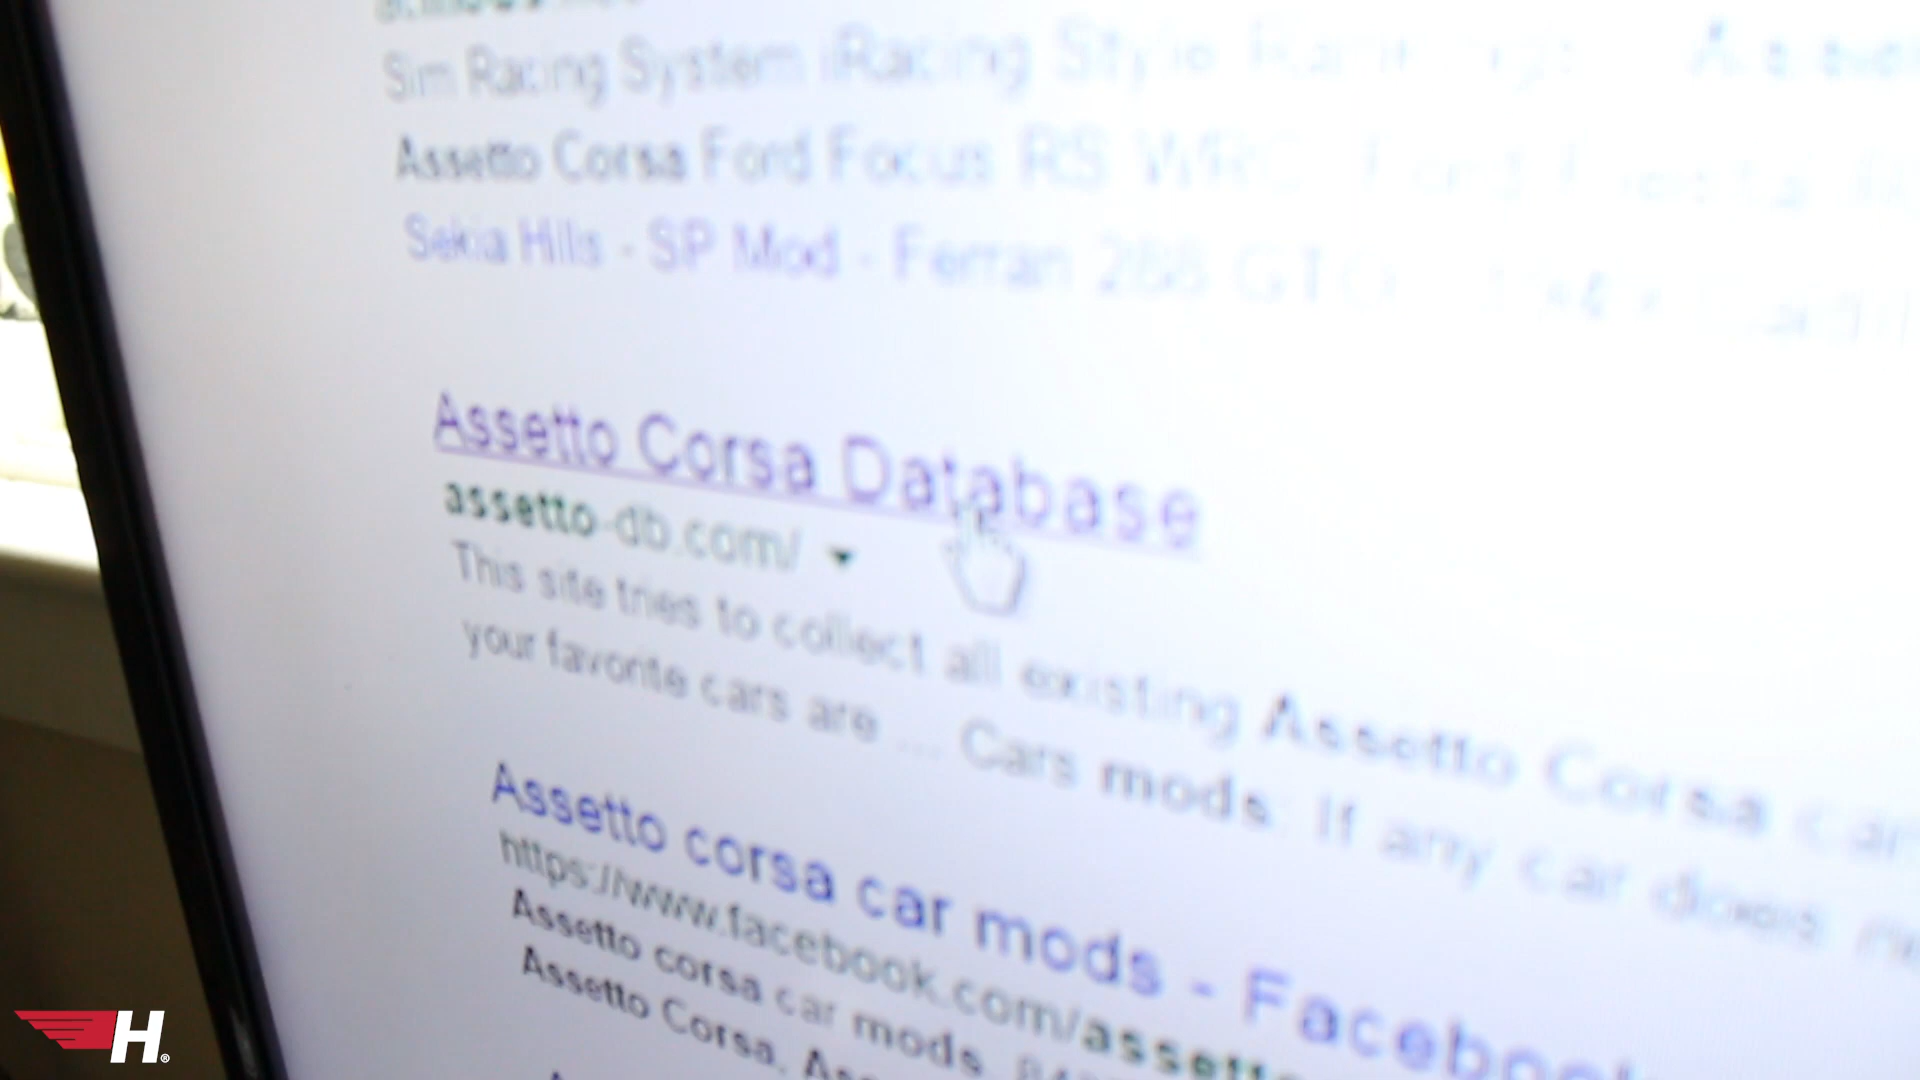 Sim Racing System iRacing Style
Assetto Corsa Ford Focus RS WRC
Sekia Hills - SP Mod - Ferrari 288 GTO
Assetto Corsa Database
assetto-db.com/
This site tries to collect all existing Assetto Corsa
your favorite cars are ... Cars mods. If any car does
Assetto corsa car mods - Facebook
https://www.facebook.com/assetto
Assetto corsa car mods.
Assetto Corsa,
H®